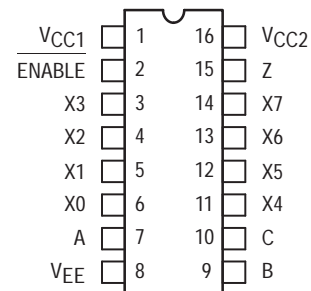 VCC1 1 16 VCC2
ENABLE 2 15 Z
X3 3 14 X7
X2 4 13 X6
X1 5 12 X5
X0 6 11 X4
A 7 10 C
VEE 8 9 B